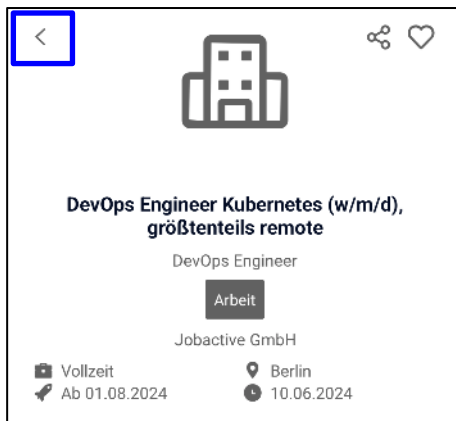 DevOps Engineer Kubernetes (w/m/d),
größtenteils remote
DevOps Engineer
Arbeit
Jobactive GmbH
Vollzeit
Berlin
Ab 01.08.2024
10.06.2024